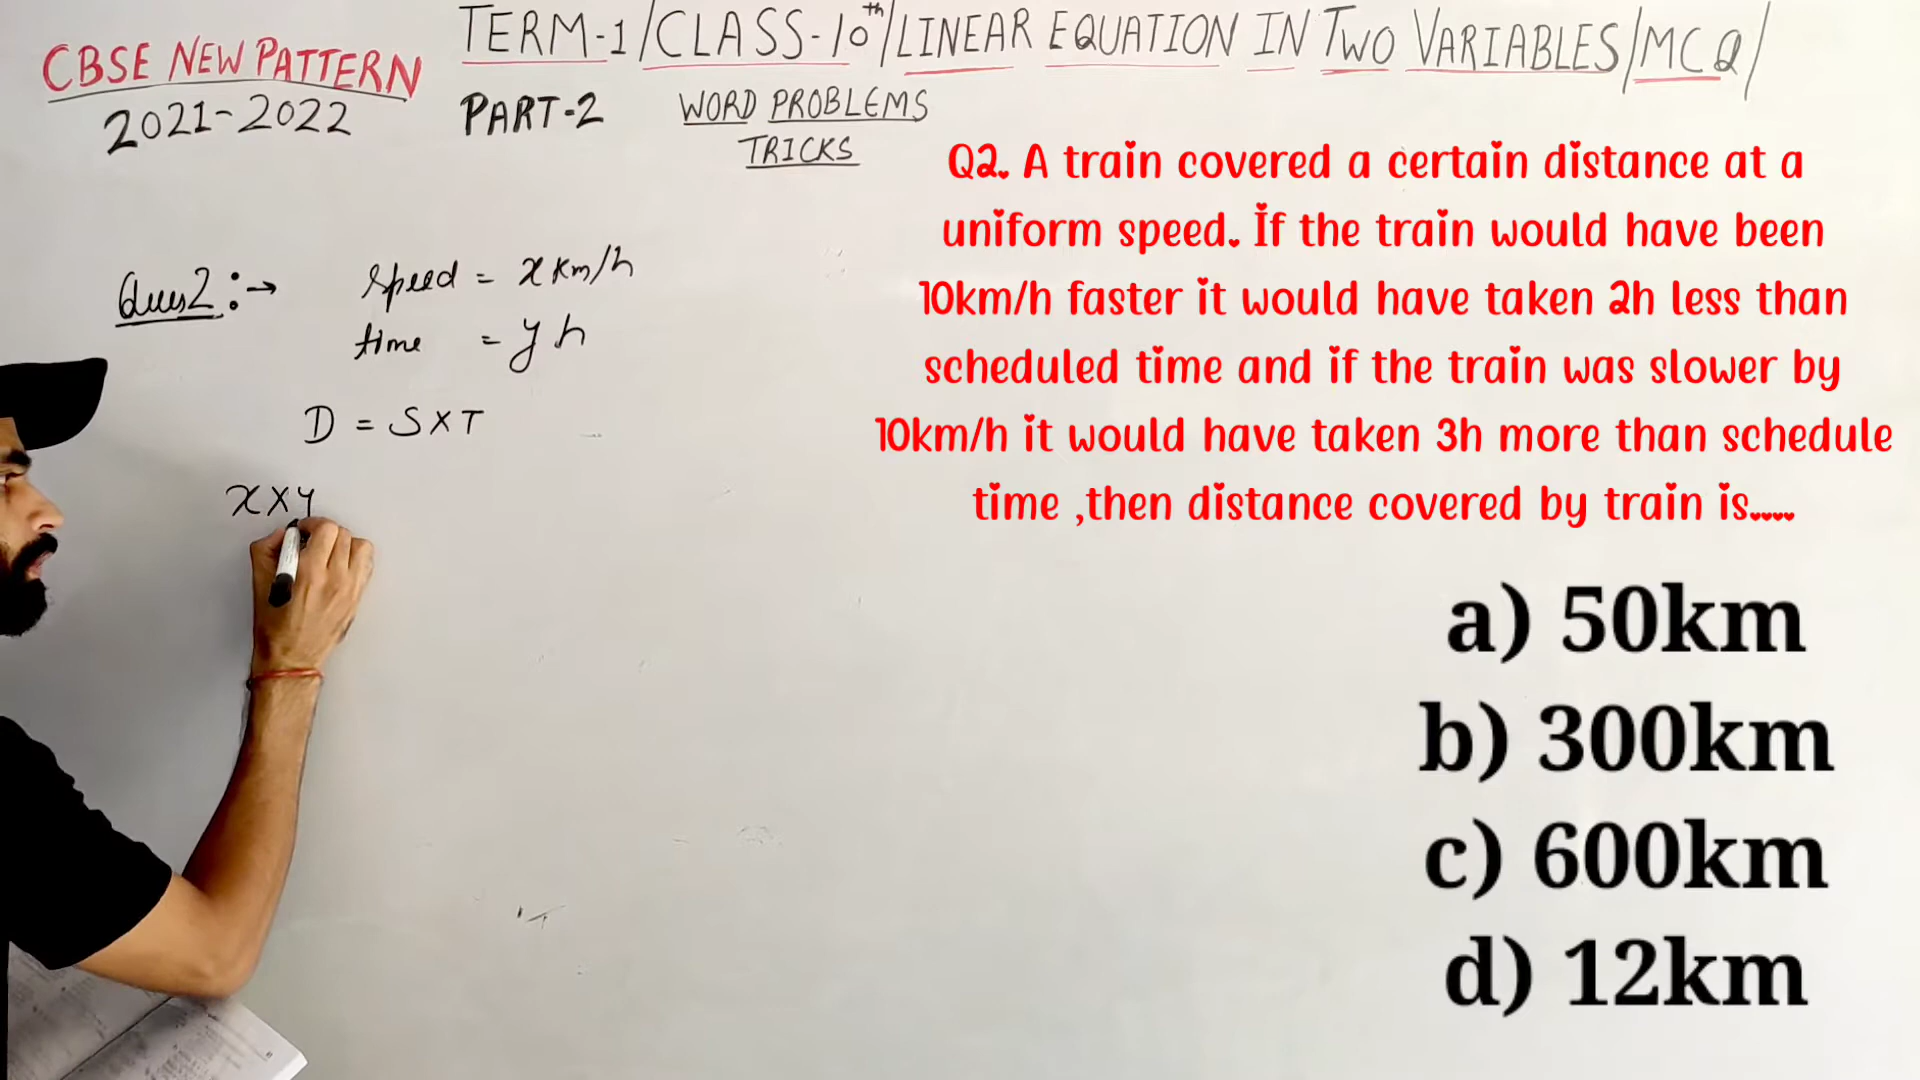 CBSE NEW PATTERN
2021-2022
TERM-1/CLASS-10th/LINEAR EQUATION IN TWO VARIABLES/MCQ/
PART-2
WORD PROBLEMS
TRICKS
Q2. A train covered a certain distance at a
uniform speed. If the train would have been
10km/h faster it would have taken 2h less than
scheduled time and if the train was slower by
10km/h it would have taken 3h more than schedule
time ,then distance covered by train is.....
a) 50km
b) 300km
c) 600km
d) 12km
Ques2:→
Speed = x km/h
time = y h
D = S×T
x×y